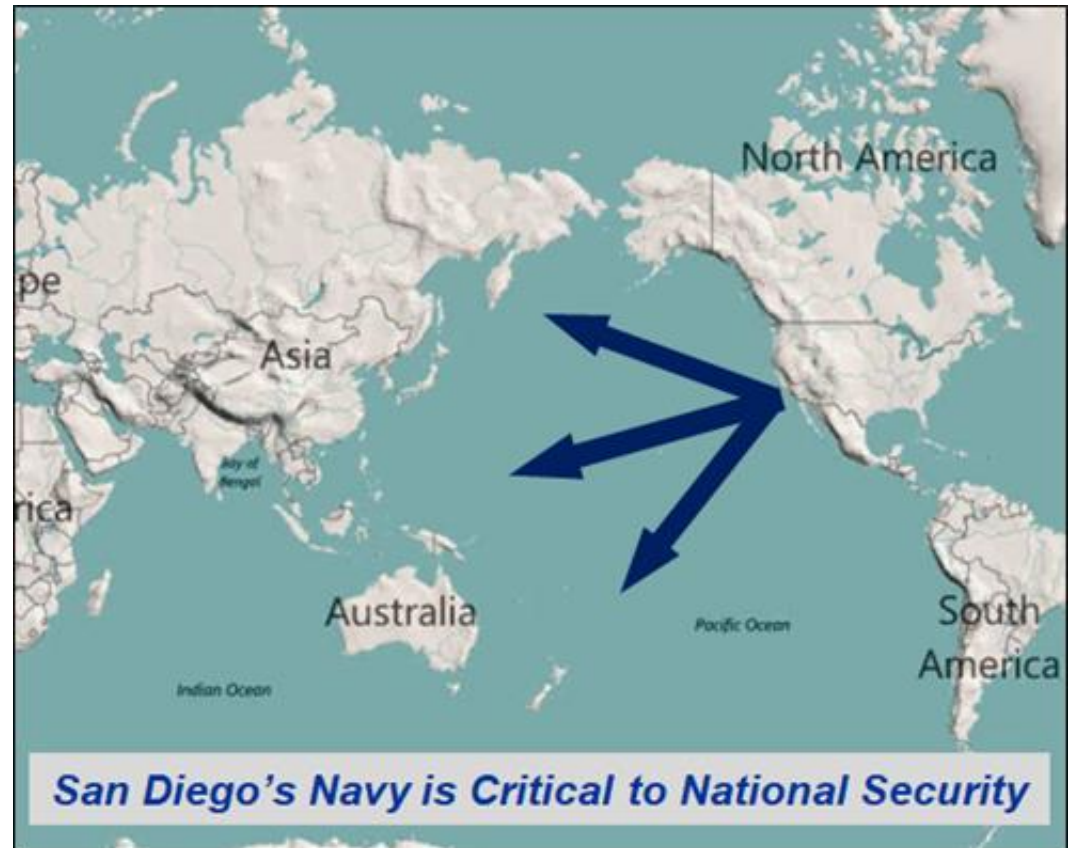 North America
pe
Asia
Bay of
Bengal
rica
Australia
Pacific Ocean
South
America
Indian Ocean
San Diego's Navy is Critical to National Security